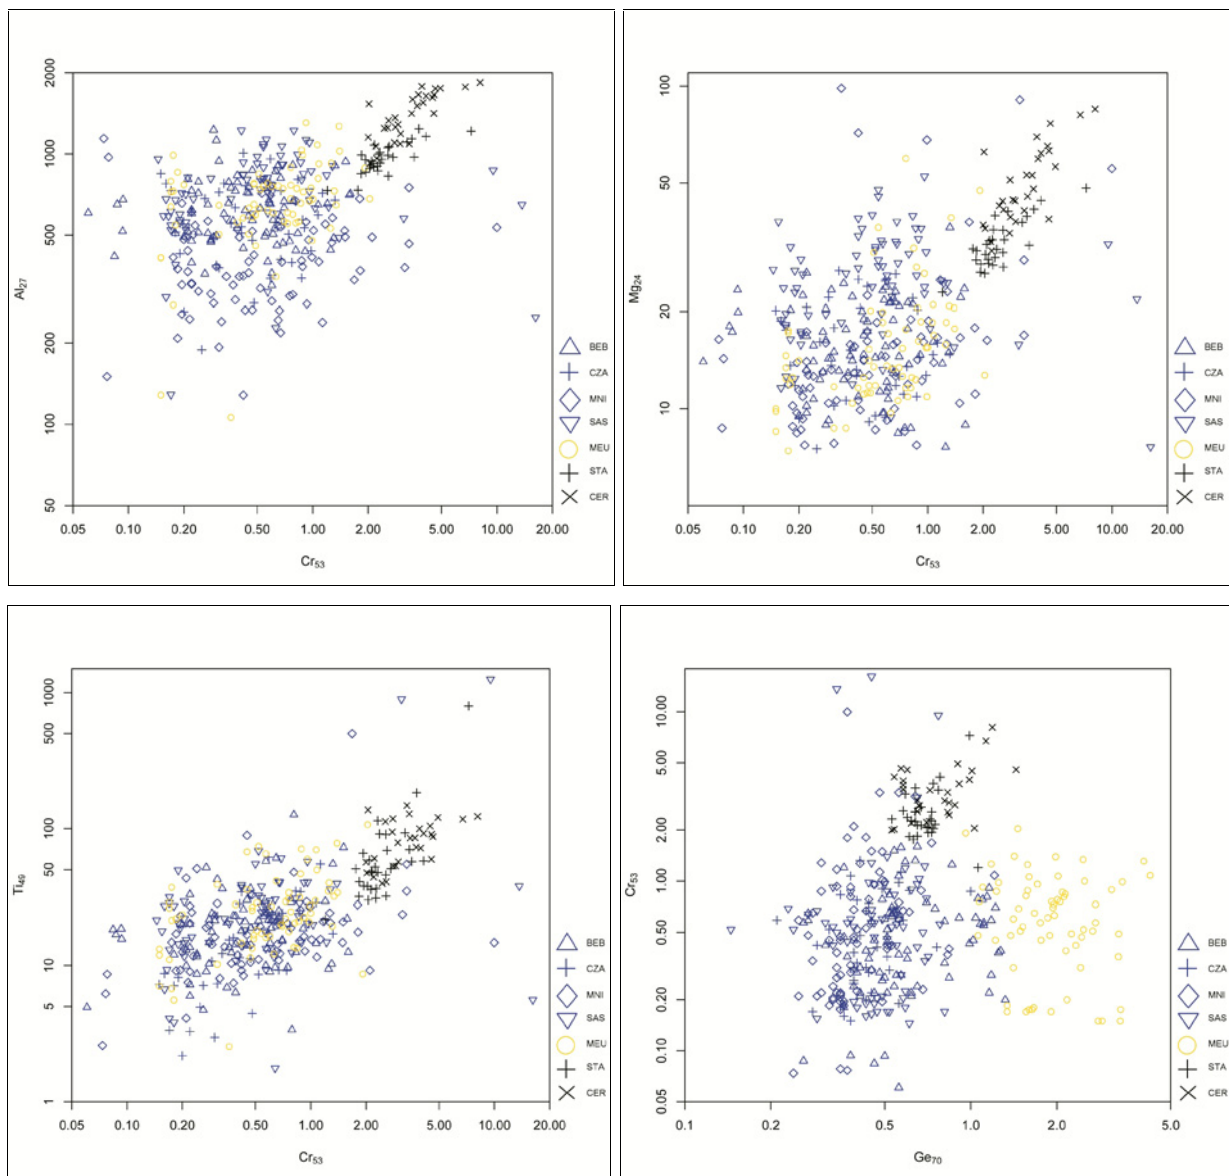 2000
1000
500
200
100
50
Al27
0.05 0.10 0.20 0.50 1.00 2.00 5.00 10.00 20.00
Cr53
BEB
CZA
MNI
SAS
MEU
STA
CER
100
50
20
10
Mg24
0.05 0.10 0.20 0.50 1.00 2.00 5.00 10.00 20.00
Cr53
BEB
CZA
MNI
SAS
MEU
STA
CER
1000
500
100
50
10
5
1
Ti49
0.05 0.10 0.20 0.50 1.00 2.00 5.00 10.00 20.00
Cr53
BEB
CZA
MNI
SAS
MEU
STA
CER
10.00
5.00
2.00
1.00
0.50
0.20
0.10
0.05
Cr53
0.1 0.2 0.5 1.0 2.0 5.0
Ge70
BEB
CZA
MNI
SAS
MEU
STA
CER